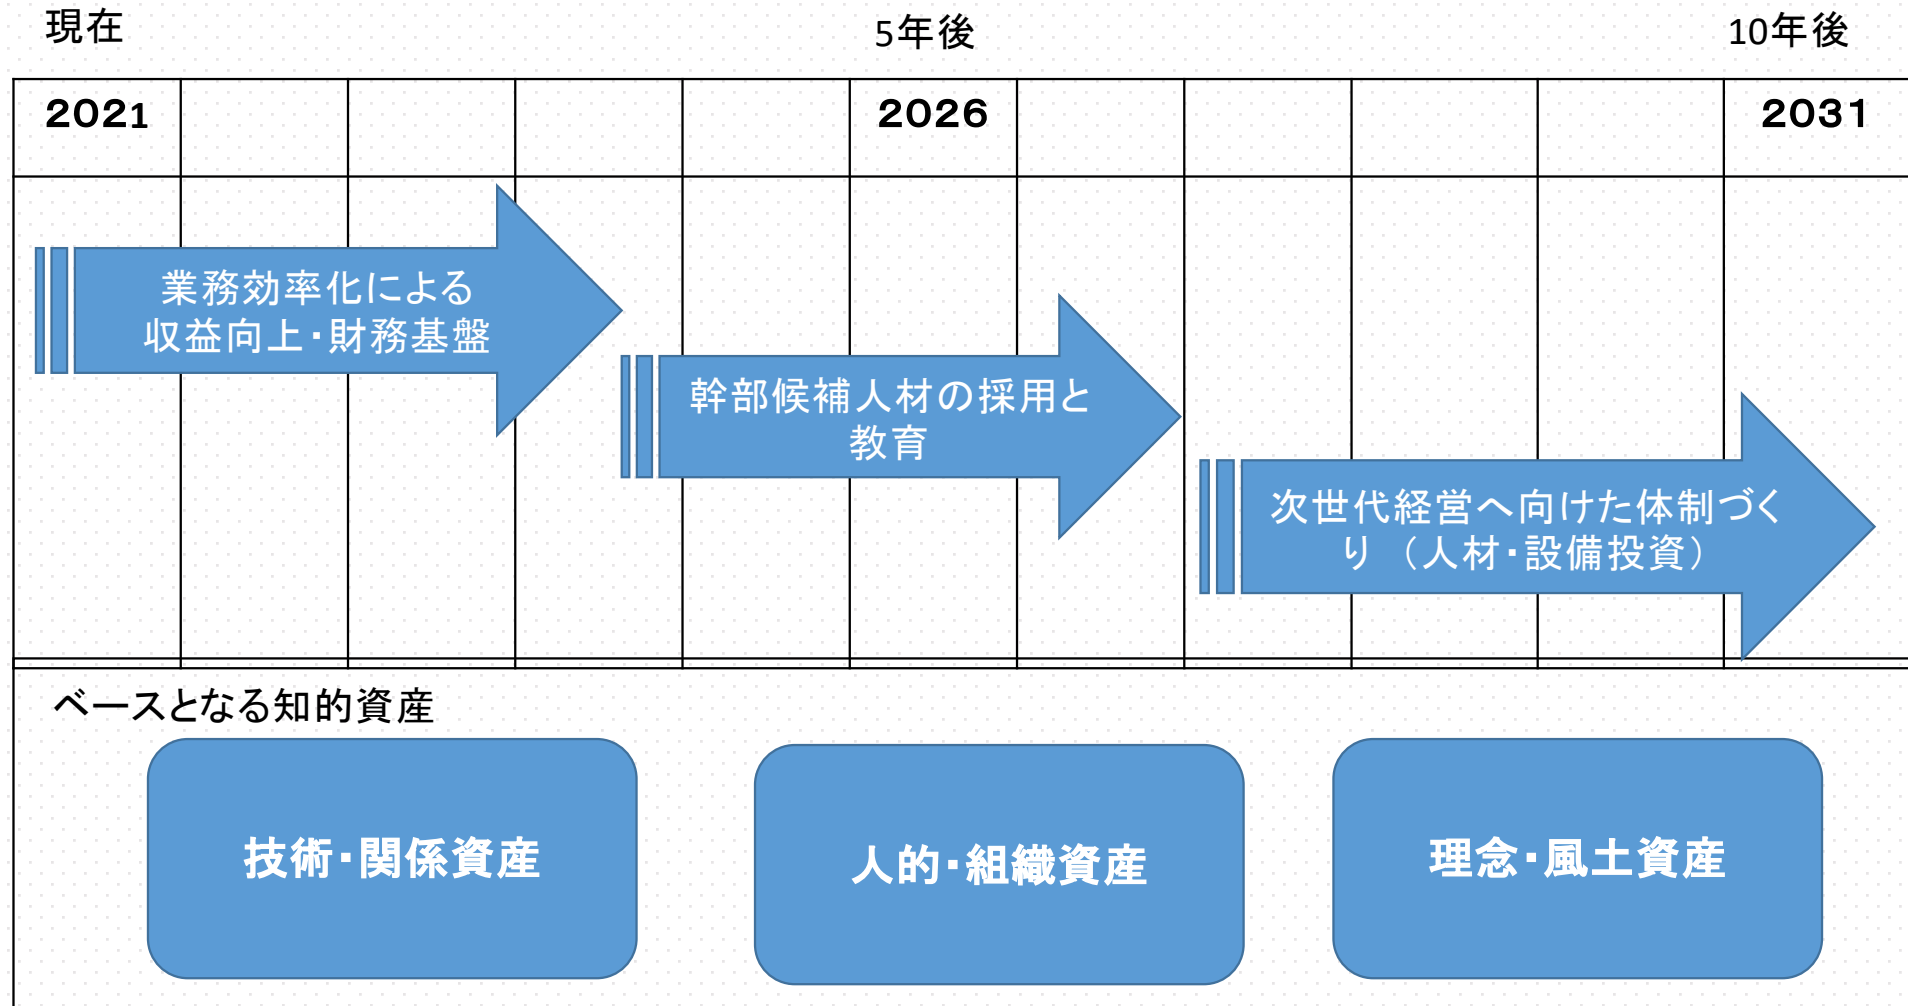 現在
5年後
10年後
2021
2026
2031
業務効率化による
収益向上・財務基盤
幹部候補人材の採用と
教育
次世代経営へ向けた体制づく
り（人材・設備投資）
ベースとなる知的資産
技術・関係資産
人的・組織資産
理念・風土資産